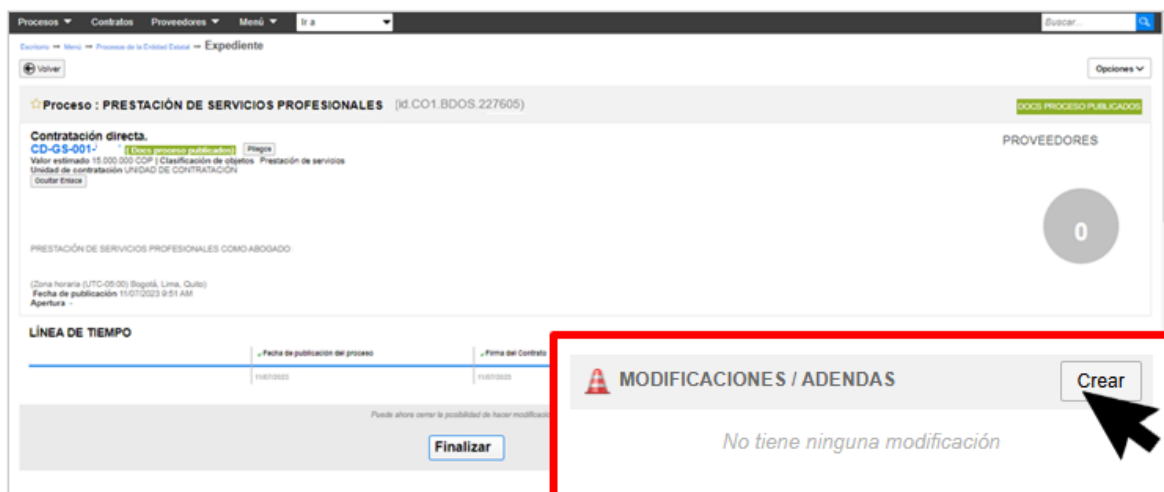 Procesos Contratos Proveedores Menú Ir a Buscar...
Escritorio → Menú → Procesos de la Entidad Estatal → Expediente
Volver Opciones
Proceso : PRESTACIÓN DE SERVICIOS PROFESIONALES (id.CO1.BDOS.227605) DOCS PROCESO PUBLICADOS
Contratación directa.
CD-GS-001- (Docs proceso publicados) Pliegos
Valor estimado 15.000.000 COP | Clasificación de objetos Prestación de servicios
Unidad de contratación UNIDAD DE CONTRATACIÓN
Ocultar Enlace
PROVEEDORES
0
PRESTACIÓN DE SERVICIOS PROFESIONALES COMO ABOGADO
(Zona horaria (UTC-05:00) Bogotá, Lima, Quito)
Fecha de publicación 11/07/2023 9:51 AM
Apertura -
LÍNEA DE TIEMPO
Fecha de publicación del proceso Firma del Contrato
11/07/2023 11/07/2023
Puede ahora cerrar la posibilidad de hacer modificacio
Finalizar
MODIFICACIONES / ADENDAS Crear
No tiene ninguna modificación